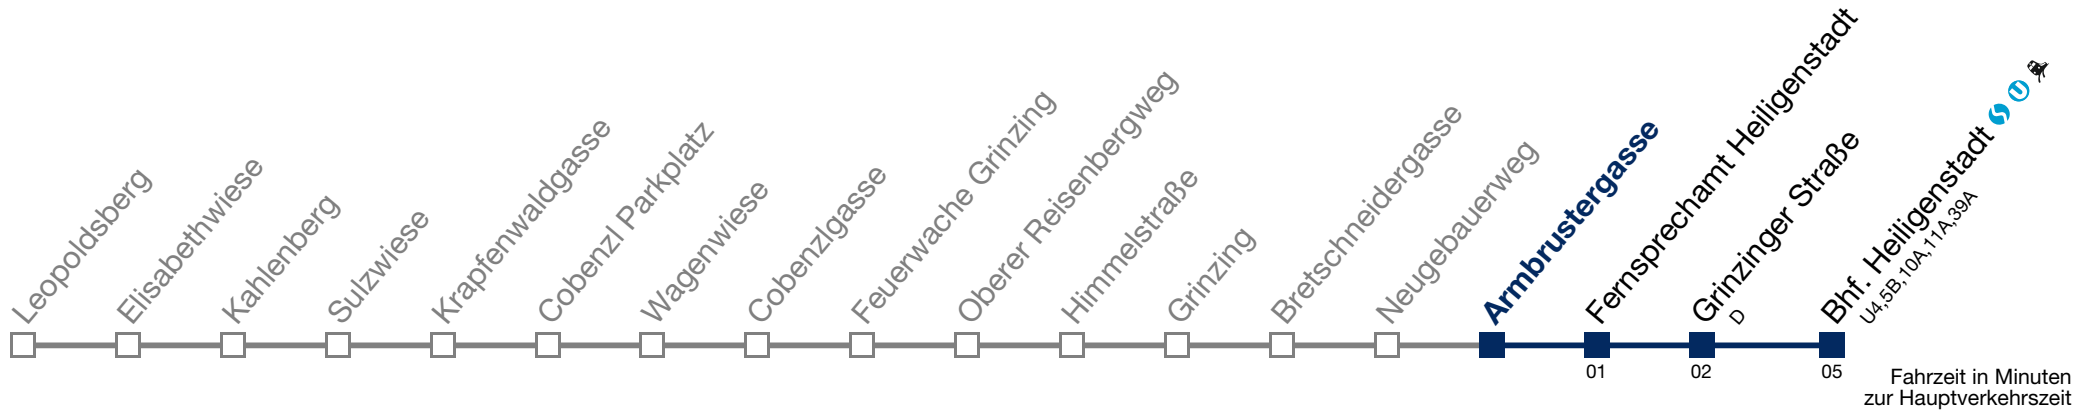 Leopoldsberg
Elisabethwiese
Kahlenberg
Sulzwiese
Krapfenwaldgasse
Cobenzl Parkplatz
Wagenwiese
Cobenzlgasse
Feuerwache Grinzing
Oberer Reisenbergweg
Himmelstraße
Grinzing
Bretschneidergasse
Neugebauerweg
Armbrustergasse
Fernsprechamt Heiligenstadt
Grinzinger Straße
D
Bhf. Heiligenstadt S U
U4,5B,10A,11A,39A
01
02
05
Fahrzeit in Minuten
zur Hauptverkehrszeit